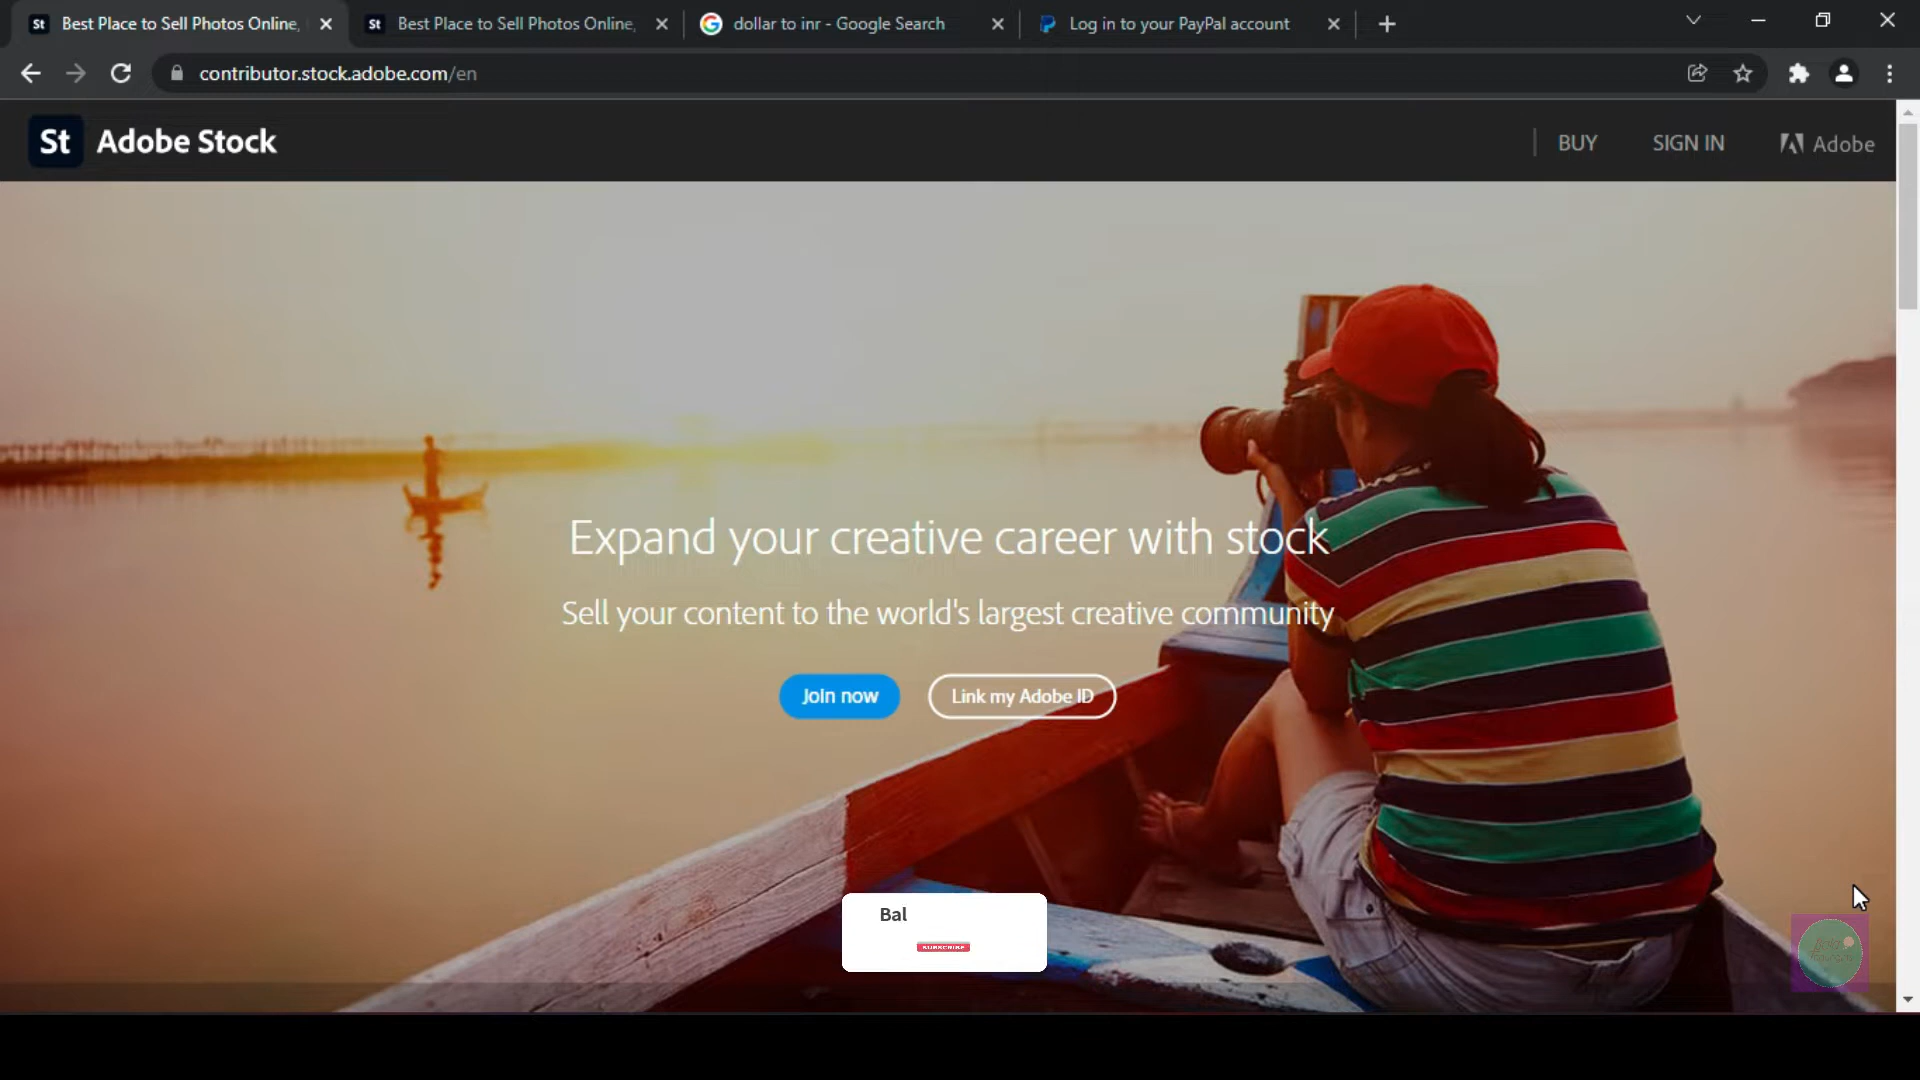 St Best Place to Sell Photos Online, St Best Place to Sell Photos Online, dollar to inr - Google Search Log in to your PayPal account
contributor.stock.adobe.com/en
St Adobe Stock BUY SIGN IN Adobe
Expand your creative career with stock
Sell your content to the world's largest creative community
Join now Link my Adobe ID
Bal
SUBSCRIBE